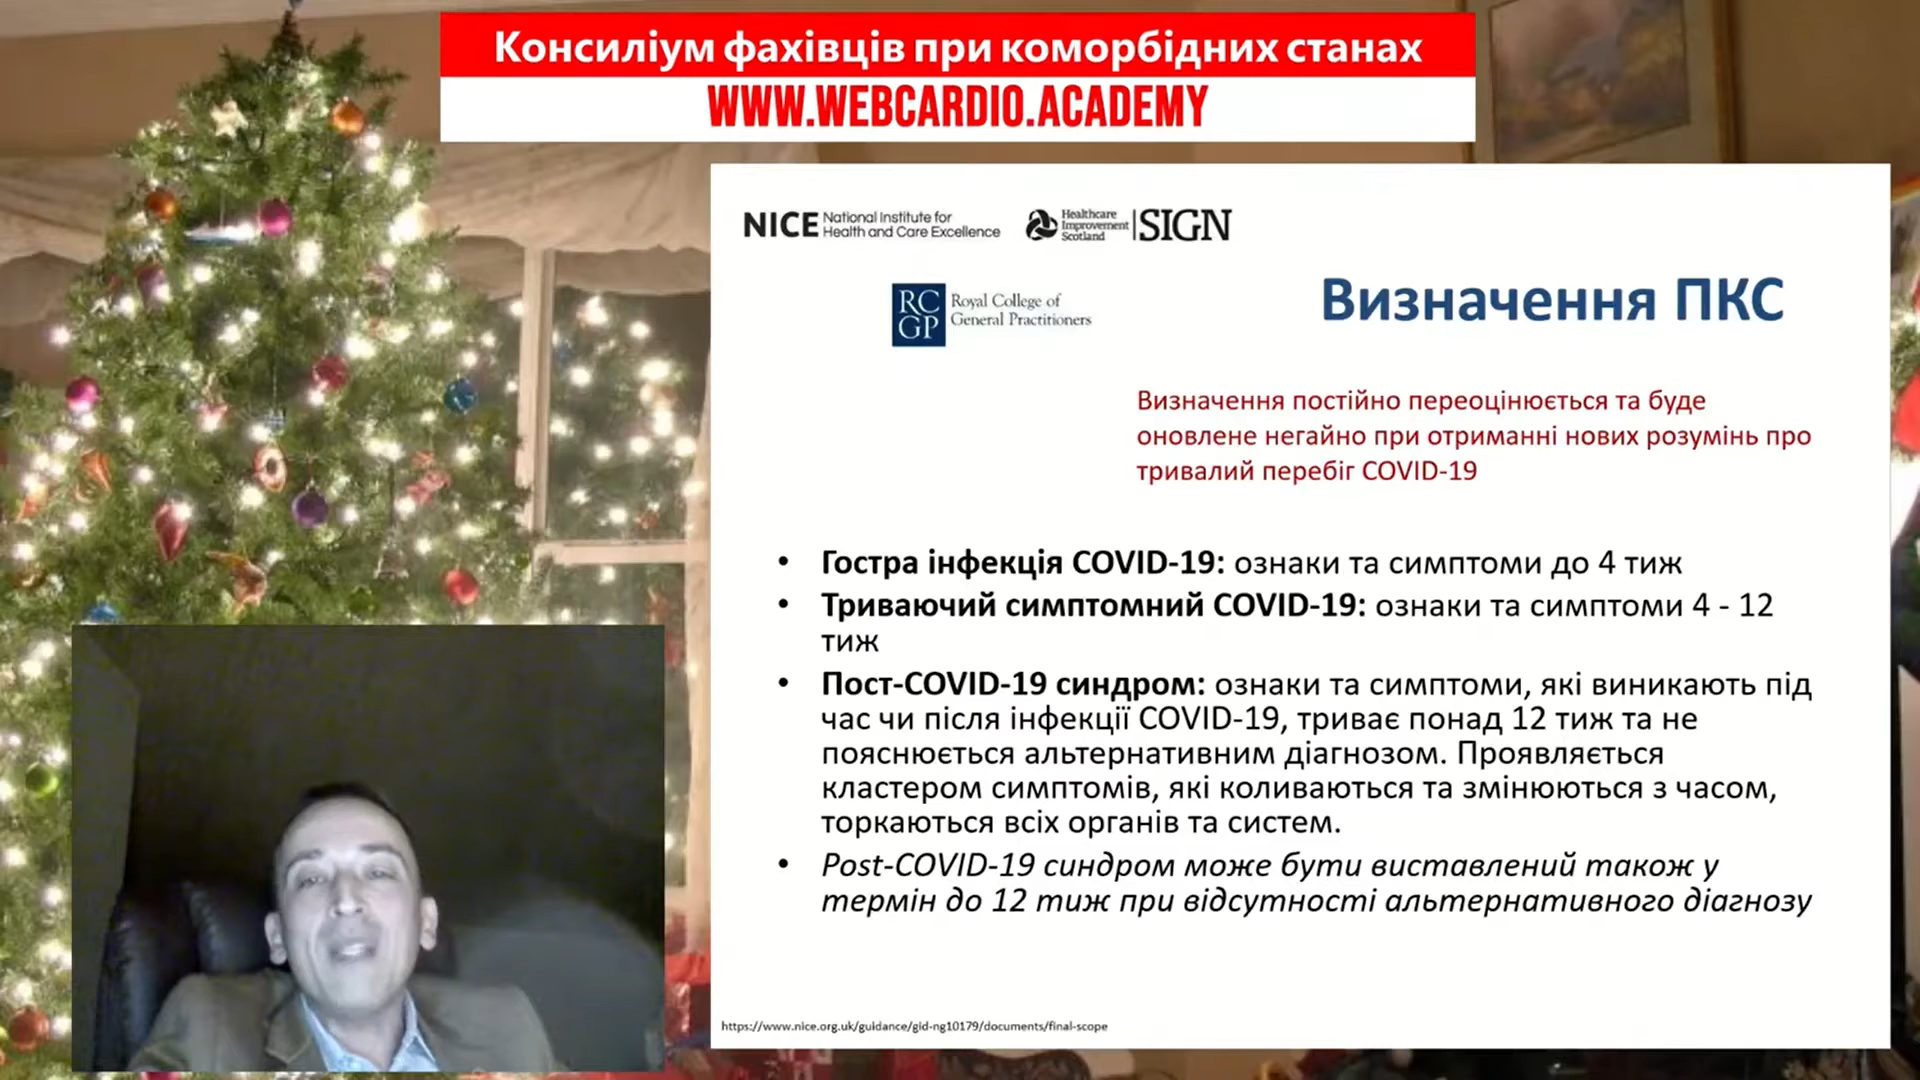 Консиліум фахівців при коморбідних станах
WWW.WEBCARDIO.ACADEMY
NICE National Institute for
Health and Care Excellence
Healthcare
Improvement
Scotland
SIGN
RC
GP
Royal College of
General Practitioners
Визначення ПКС
Визначення постійно переоцінюється та буде
оновлене негайно при отриманні нових розумінь про
тривалий перебіг COVID-19
• Гостра інфекція COVID-19: ознаки та симптоми до 4 тиж
• Триваючий симптомний COVID-19: ознаки та симптоми 4 - 12
тиж
• Пост-COVID-19 синдром: ознаки та симптоми, які виникають під
час чи після інфекції COVID-19, триває понад 12 тиж та не
пояснюється альтернативним діагнозом. Проявляється
кластером симптомів, які коливаються та змінюються з часом,
торкаються всіх органів та систем.
• Post-COVID-19 синдром може бути виставлений також у
термін до 12 тиж при відсутності альтернативного діагнозу
https://www.nice.org.uk/guidance/gid-ng10179/documents/final-scope